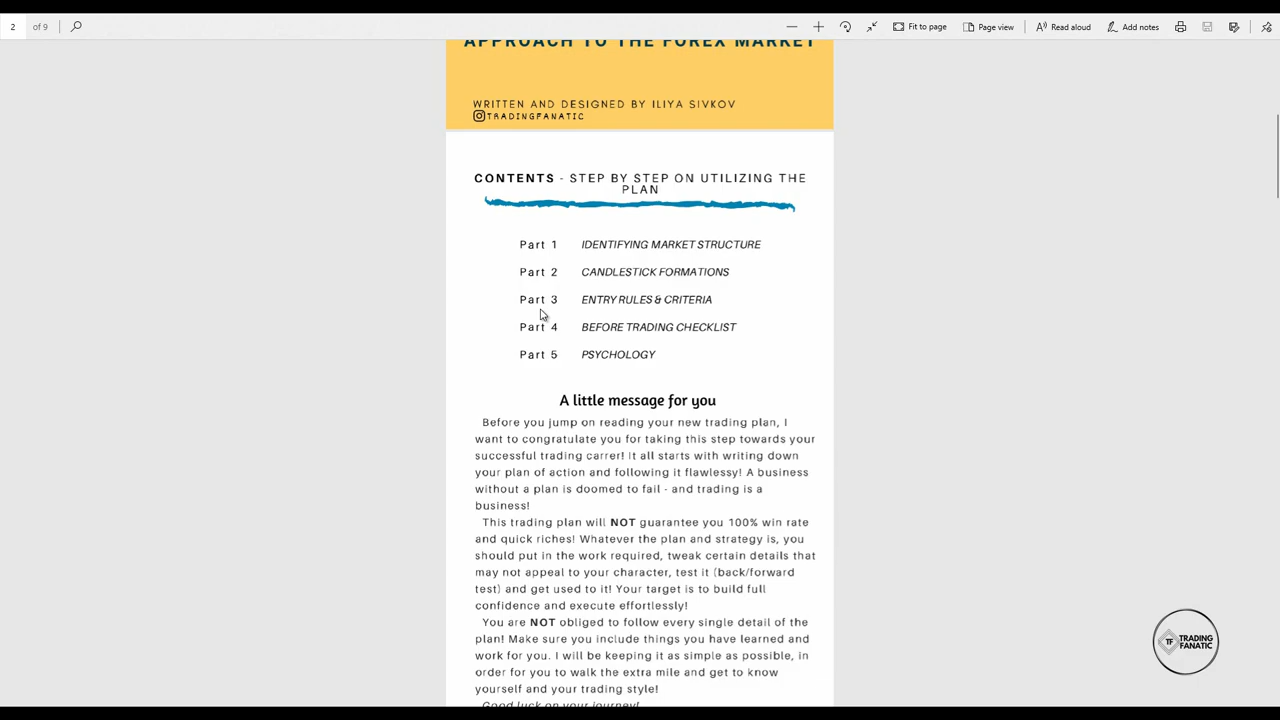 2 of 9
Fit to page
Page view
Read aloud
Add notes
APPROACH TO THE FOREX MARKET
WRITTEN AND DESIGNED BY ILIYA SIVKOV
TRADINGFANATIC
CONTENTS - STEP BY STEP ON UTILIZING THE
PLAN
Part 1 IDENTIFYING MARKET STRUCTURE
Part 2 CANDLESTICK FORMATIONS
Part 3 ENTRY RULES & CRITERIA
Part 4 BEFORE TRADING CHECKLIST
Part 5 PSYCHOLOGY
A little message for you
Before you jump on reading your new trading plan, I
want to congratulate you for taking this step towards your
successful trading carrer! It all starts with writing down
your plan of action and following it flawlessy! A business
without a plan is doomed to fail - and trading is a
business!
This trading plan will NOT guarantee you 100% win rate
and quick riches! Whatever the plan and strategy is, you
should put in the work required, tweak certain details that
may not appeal to your character, test it (back/forward
test) and get used to it! Your target is to build full
confidence and execute effortlessly!
You are NOT obliged to follow every single detail of the
plan! Make sure you include things you have learned and
work for you. I will be keeping it as simple as possible, in
order for you to walk the extra mile and get to know
yourself and your trading style!
Good luck on your journey!
TF TRADING
FANATIC